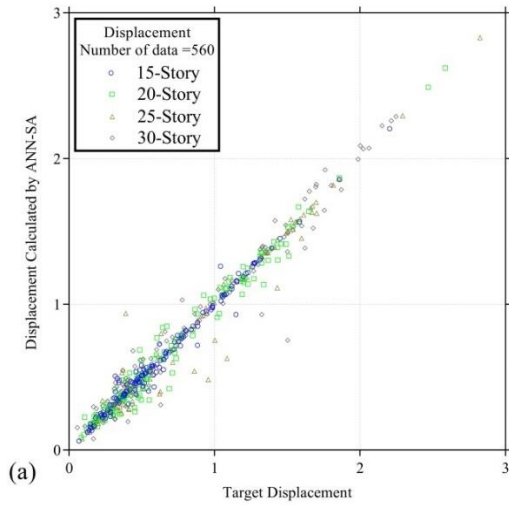 Displacement
Number of data =560
15-Story
20-Story
25-Story
30-Story
3
2
1
0
Displacement Calculated by ANN-SA
0 1 2 3
Target Displacement
(a)